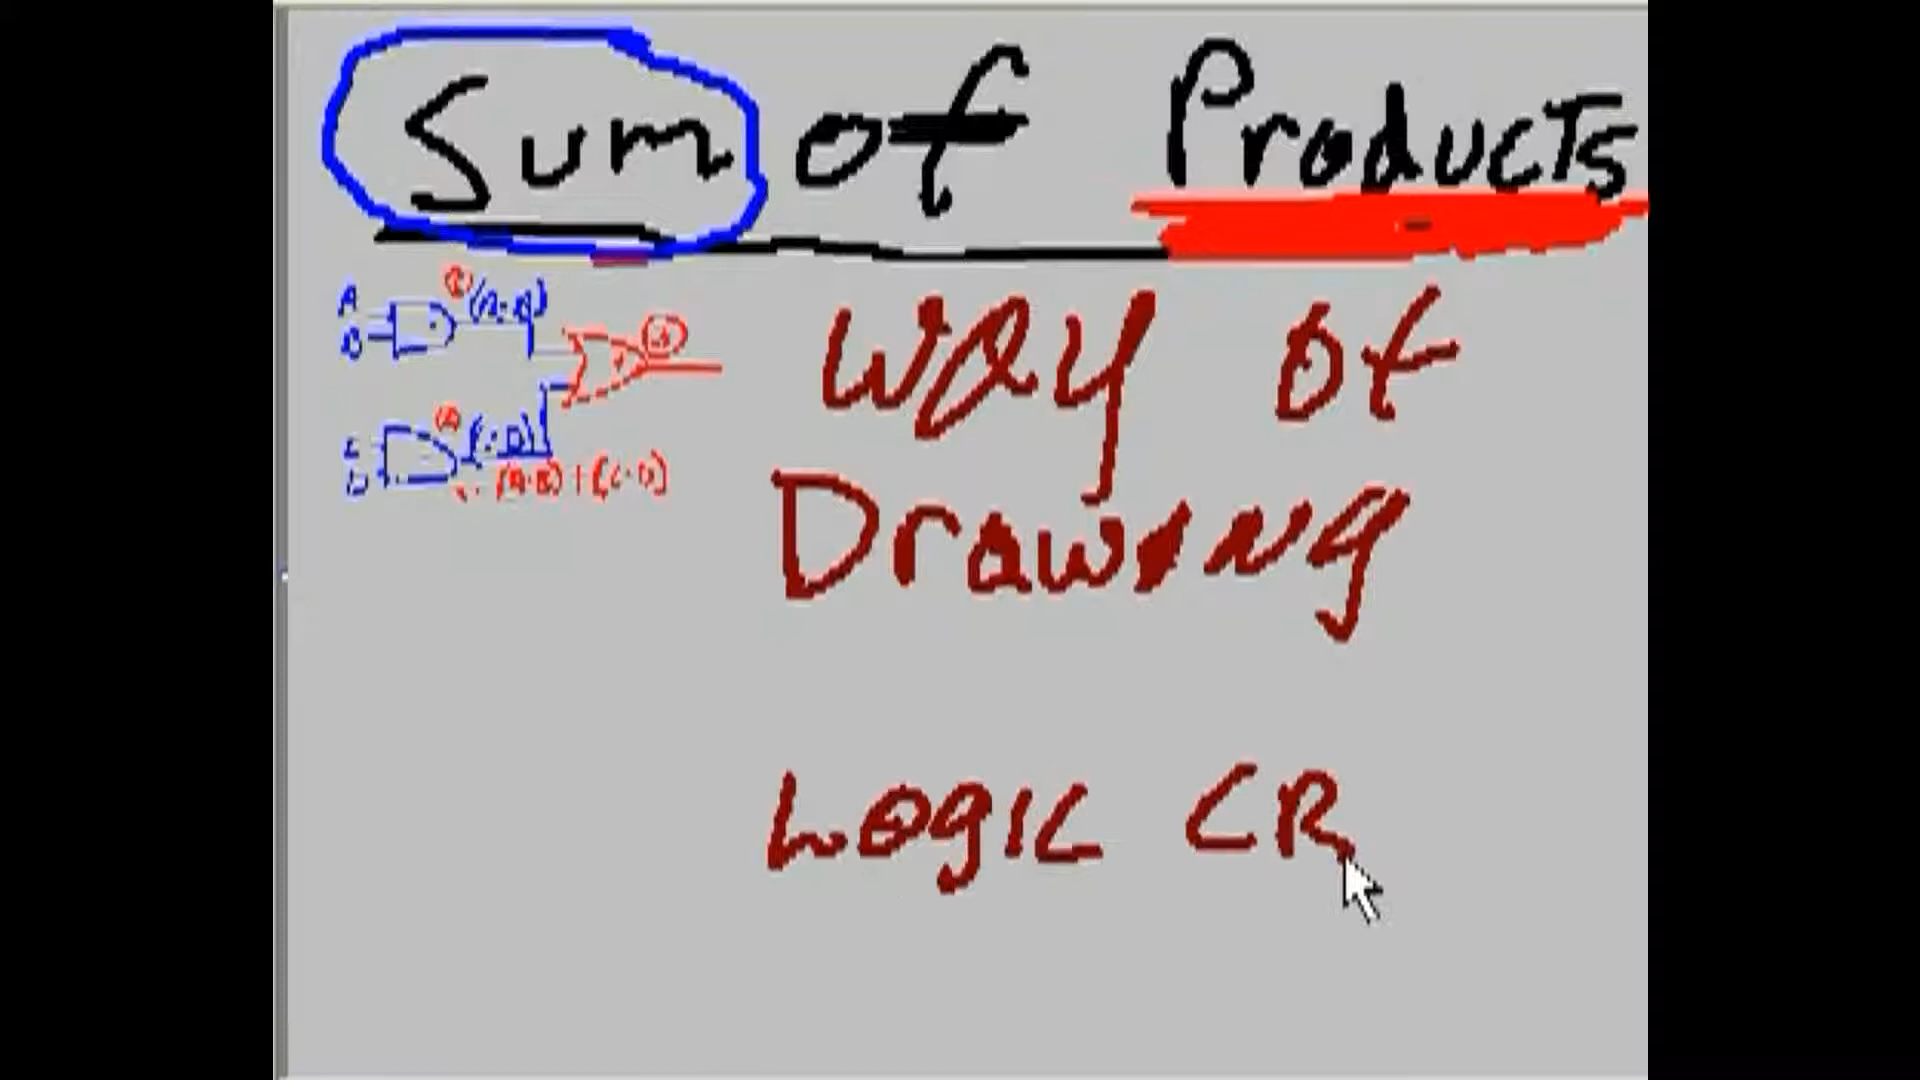 Sum of Products
Way of
Drawing
Logic CR
A
B
(A·B)
C
D
(A·B) + (C·D)